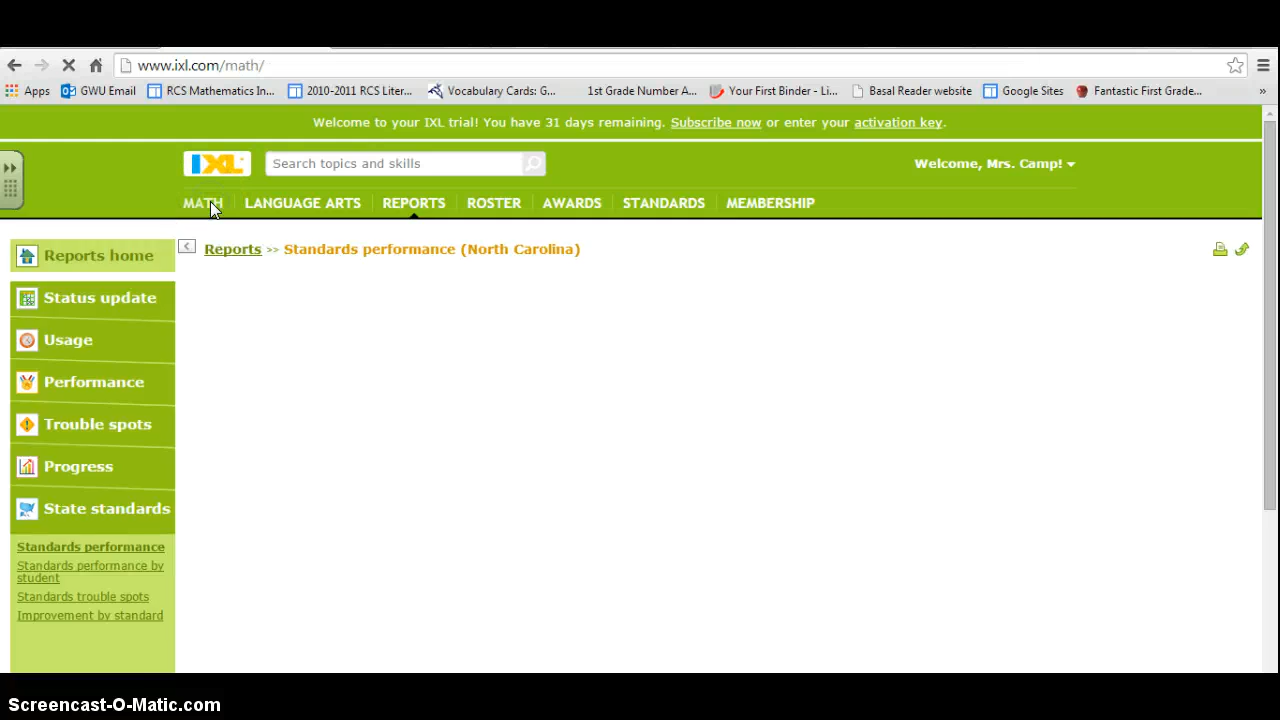 www.ixl.com/math/
Apps GWU Email RCS Mathematics In... 2010-2011 RCS Liter... Vocabulary Cards: G... 1st Grade Number A... Your First Binder - Li... Basal Reader website Google Sites Fantastic First Grade... »
Welcome to your IXL trial! You have 31 days remaining. Subscribe now or enter your activation key.
IXL Search topics and skills Welcome, Mrs. Camp!
MATH LANGUAGE ARTS REPORTS ROSTER AWARDS STANDARDS MEMBERSHIP
Reports home
Reports >> Standards performance (North Carolina)
Status update
Usage
Performance
Trouble spots
Progress
State standards
Standards performance
Standards performance by
student
Standards trouble spots
Improvement by standard
Screencast-O-Matic.com